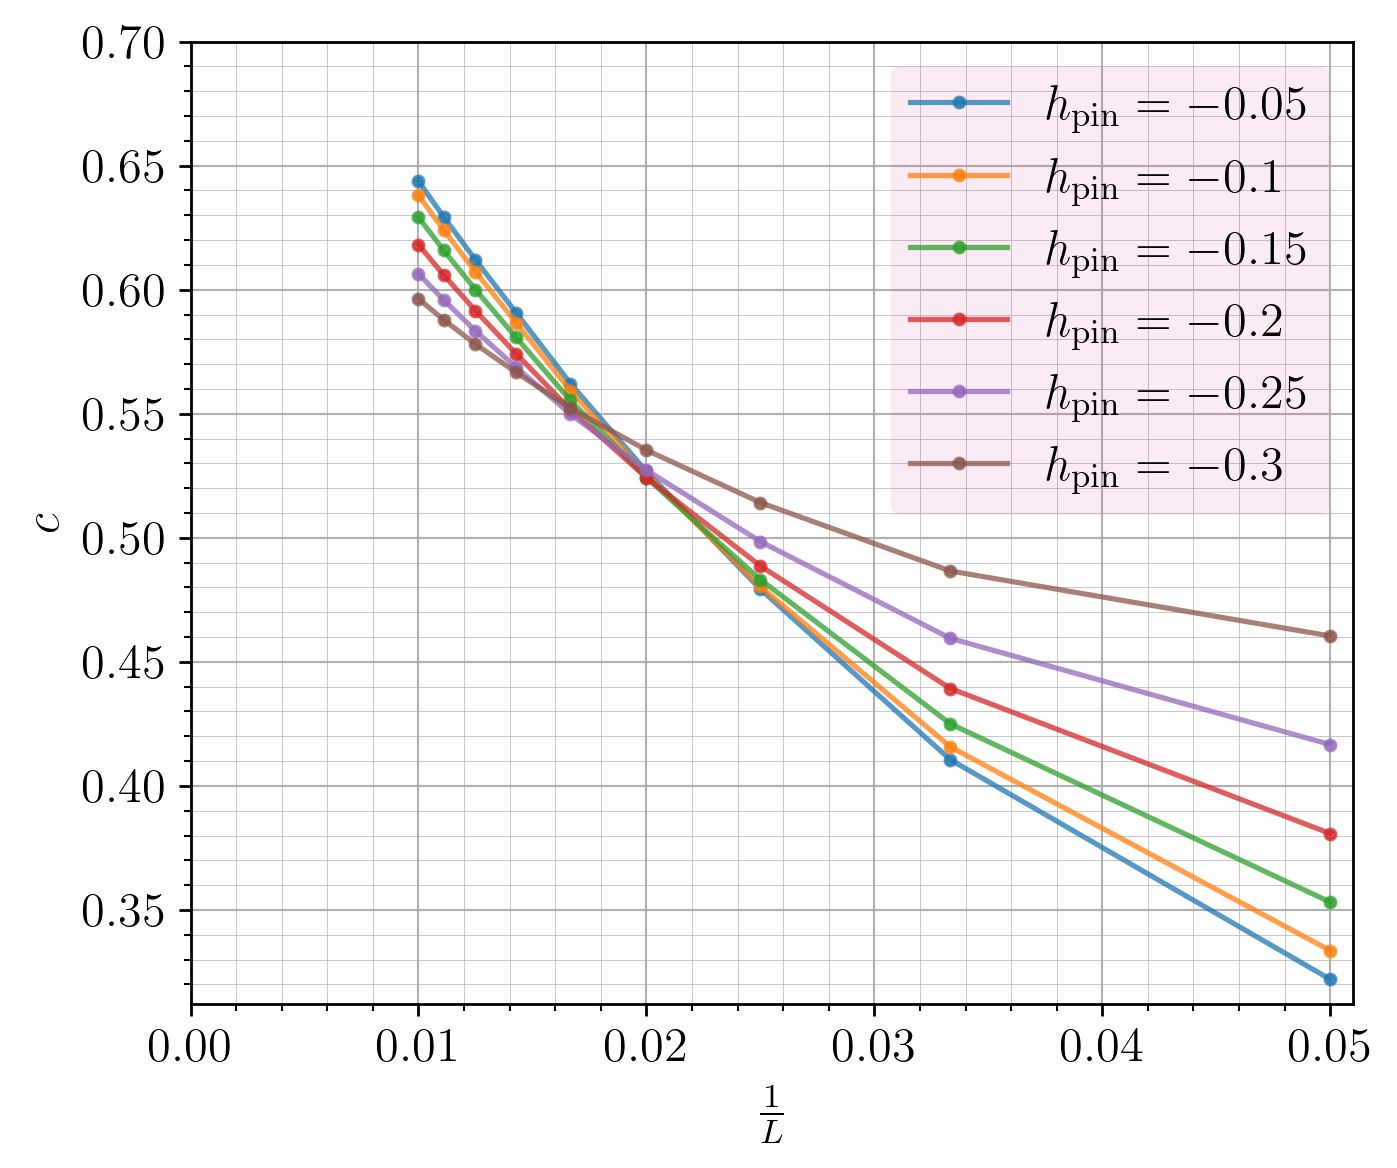 0.70
0.65
0.60
0.55
0.50
0.45
0.40
0.35
c
0.00 0.01 0.02 0.03 0.04 0.05
1/L
h_pin = −0.05
h_pin = −0.1
h_pin = −0.15
h_pin = −0.2
h_pin = −0.25
h_pin = −0.3